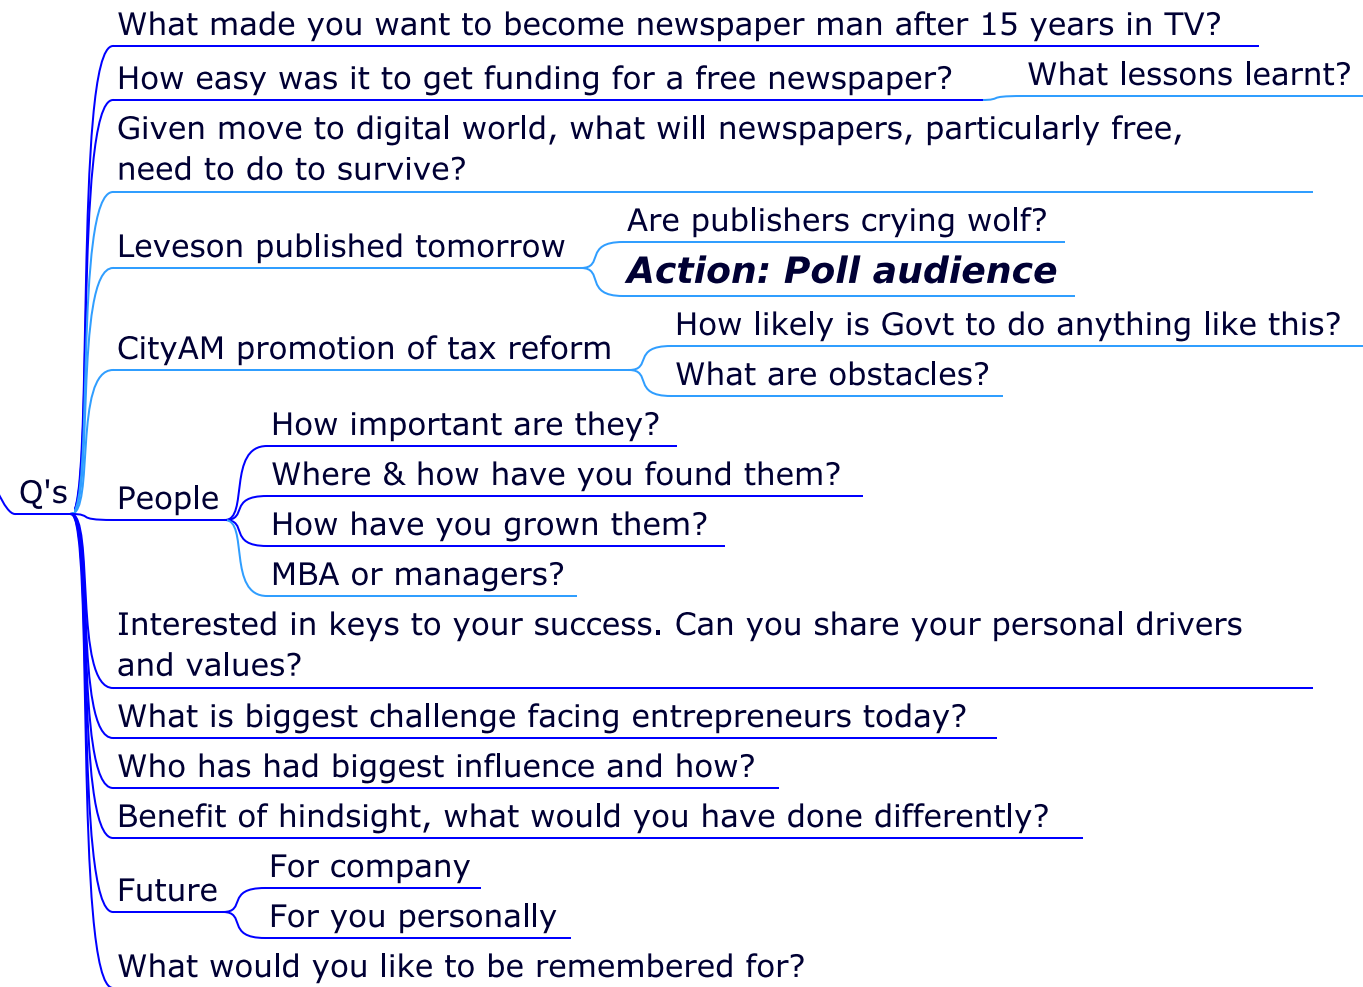 What made you want to become newspaper man after 15 years in TV?
How easy was it to get funding for a free newspaper?
What lessons learnt?
Given move to digital world, what will newspapers, particularly free,
need to do to survive?
Leveson published tomorrow
Are publishers crying wolf?
Action: Poll audience
CityAM promotion of tax reform
How likely is Govt to do anything like this?
What are obstacles?
Q's
People
How important are they?
Where & how have you found them?
How have you grown them?
MBA or managers?
Interested in keys to your success. Can you share your personal drivers
and values?
What is biggest challenge facing entrepreneurs today?
Who has had biggest influence and how?
Benefit of hindsight, what would you have done differently?
Future
For company
For you personally
What would you like to be remembered for?